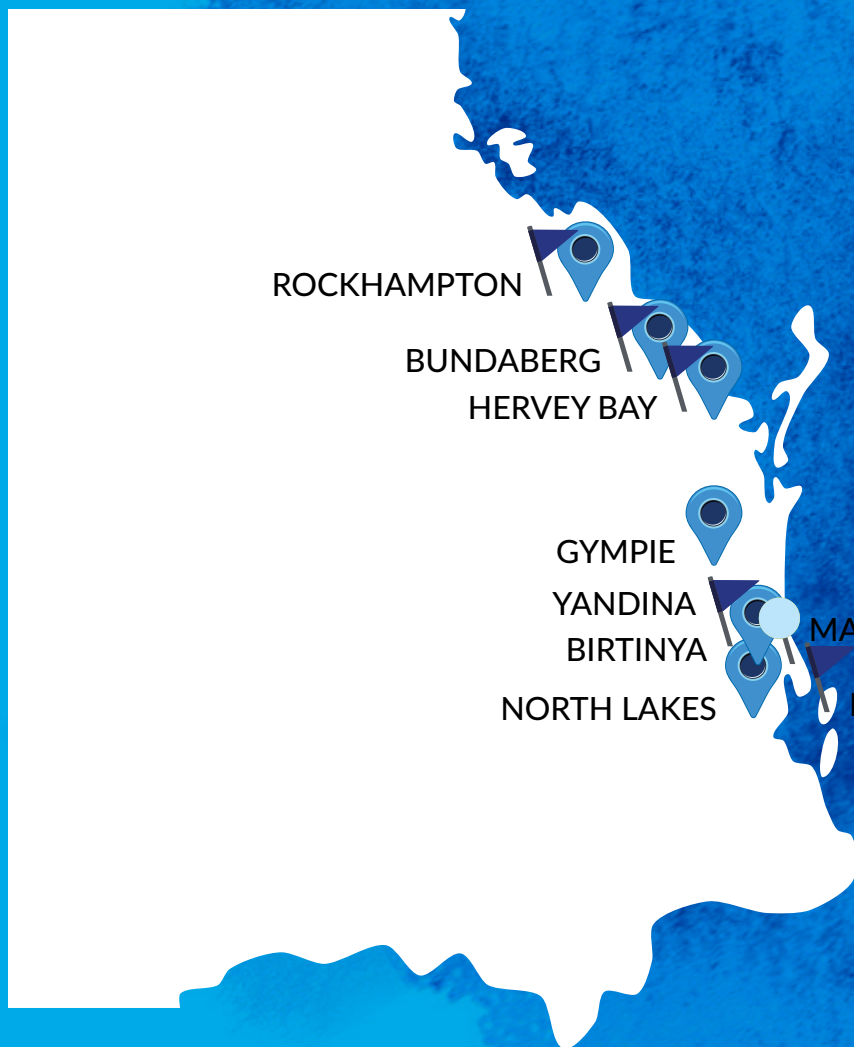 ROCKHAMPTON
BUNDABERG
HERVEY BAY
GYMPIE
YANDINA
BIRTINYA
NORTH LAKES